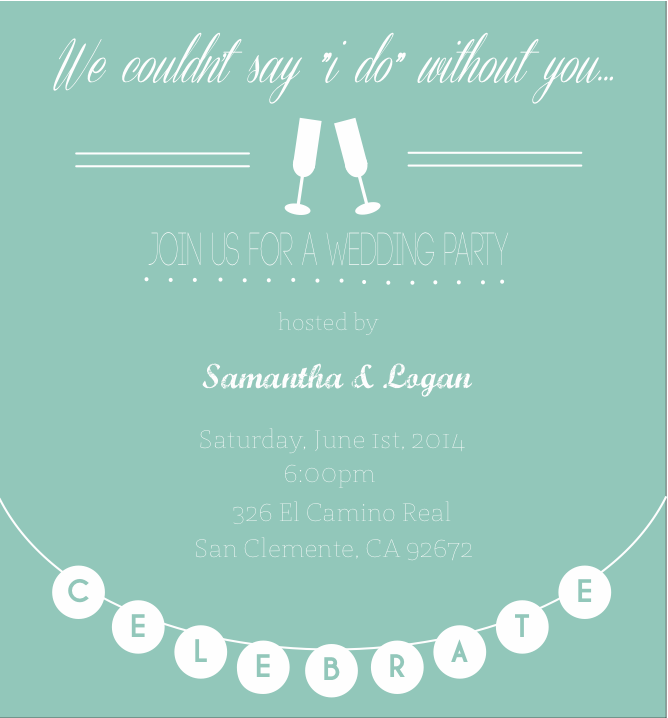 We couldn't say "i do" without you...
JOIN US FOR A WEDDING PARTY
hosted by
Samantha & Logan
Saturday, June 1st, 2014
6:00pm
326 El Camino Real
San Clemente, CA 92672
CELEBRATE